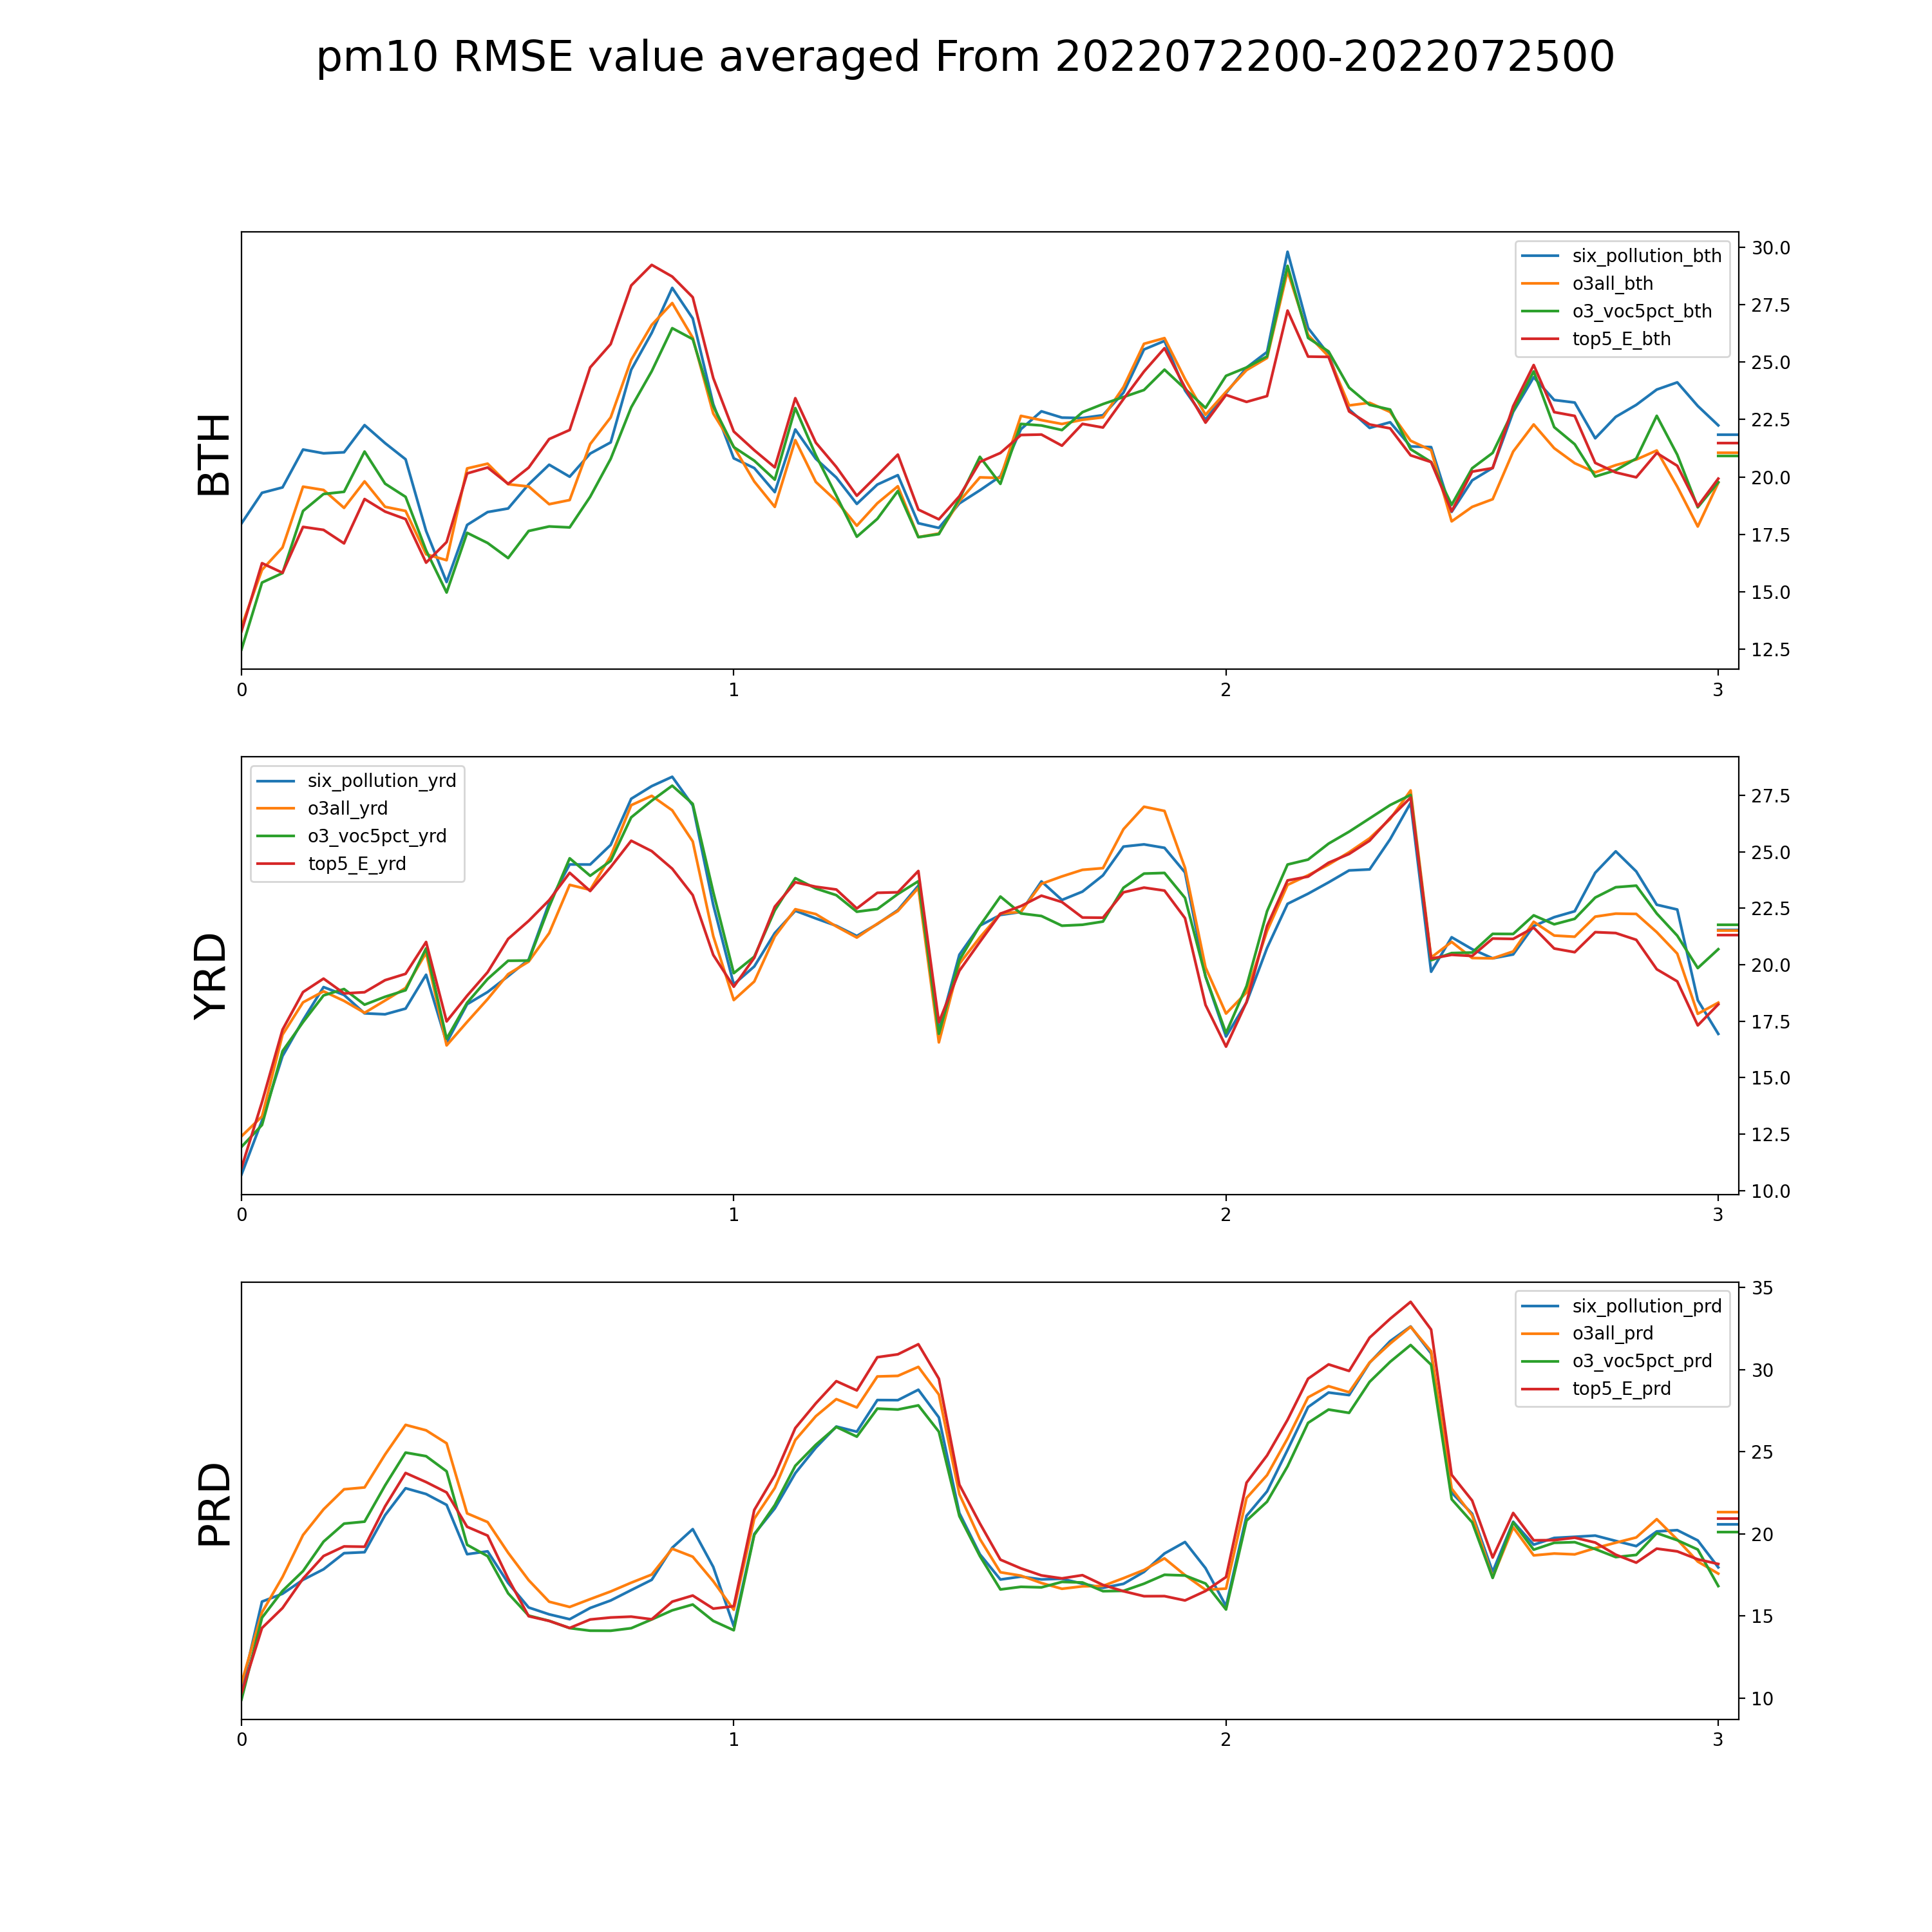 pm10 RMSE value averaged From 2022072200-2022072500
BTH
six_pollution_bth
o3all_bth
o3_voc5pct_bth
top5_E_bth
30.0
27.5
25.0
22.5
20.0
17.5
15.0
12.5
0 1 2 3
YRD
six_pollution_yrd
o3all_yrd
o3_voc5pct_yrd
top5_E_yrd
27.5
25.0
22.5
20.0
17.5
15.0
12.5
10.0
0 1 2 3
PRD
six_pollution_prd
o3all_prd
o3_voc5pct_prd
top5_E_prd
35
30
25
20
15
10
0 1 2 3